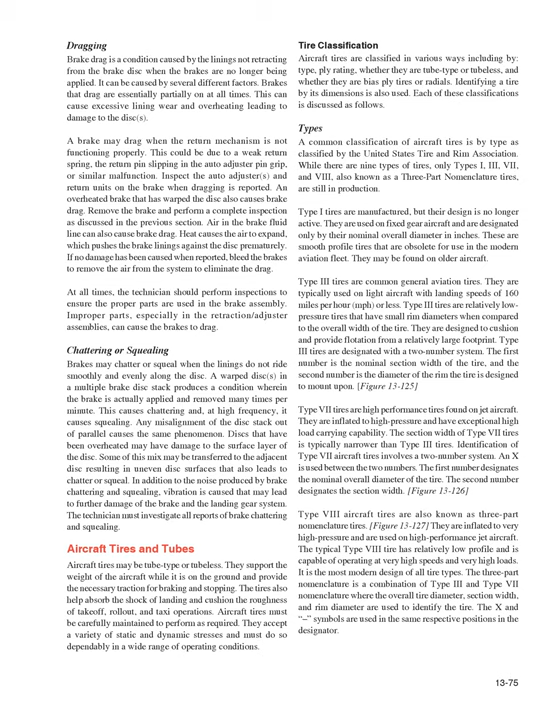 Dragging
Brake drag is a condition caused by the linings not retracting
from the brake disc when the brakes are no longer being
applied. It can be caused by several different factors. Brakes
that drag are essentially partially on at all times. This can
cause excessive lining wear and overheating leading to
damage to the disc(s).
A brake may drag when the return mechanism is not
functioning properly. This could be due to a weak return
spring, the return pin slipping in the auto adjuster pin grip,
or similar malfunction. Inspect the auto adjuster(s) and
return units on the brake when dragging is reported. An
overheated brake that has warped the disc also causes brake
drag. Remove the brake and perform a complete inspection
as discussed in the previous section. Air in the brake fluid
line can also cause brake drag. Heat causes the air to expand,
which pushes the brake linings against the disc prematurely.
If no damage has been caused when reported, bleed the brakes
to remove the air from the system to eliminate the drag.
At all times, the technician should perform inspections to
ensure the proper parts are used in the brake assembly.
Improper parts, especially in the retraction/adjuster
assemblies, can cause the brakes to drag.
Chattering or Squealing
Brakes may chatter or squeal when the linings do not ride
smoothly and evenly along the disc. A warped disc(s) in
a multiple brake disc stack produces a condition wherein
the brake is actually applied and removed many times per
minute. This causes chattering and, at high frequency, it
causes squealing. Any misalignment of the disc stack out
of parallel causes the same phenomenon. Discs that have
been overheated may have damage to the surface layer of
the disc. Some of this mix may be transferred to the adjacent
disc resulting in uneven disc surfaces that also leads to
chatter or squeal. In addition to the noise produced by brake
chattering and squealing, vibration is caused that may lead
to further damage of the brake and the landing gear system.
The technician must investigate all reports of brake chattering
and squealing.
Aircraft Tires and Tubes
Aircraft tires may be tube-type or tubeless. They support the
weight of the aircraft while it is on the ground and provide
the necessary traction for braking and stopping. The tires also
help absorb the shock of landing and cushion the roughness
of takeoff, rollout, and taxi operations. Aircraft tires must
be carefully maintained to perform as required. They accept
a variety of static and dynamic stresses and must do so
dependably in a wide range of operating conditions.
Tire Classification
Aircraft tires are classified in various ways including by:
type, ply rating, whether they are tube-type or tubeless, and
whether they are bias ply tires or radials. Identifying a tire
by its dimensions is also used. Each of these classifications
is discussed as follows.
Types
A common classification of aircraft tires is by type as
classified by the United States Tire and Rim Association.
While there are nine types of tires, only Types I, III, VII,
and VIII, also known as a Three-Part Nomenclature tires,
are still in production.
Type I tires are manufactured, but their design is no longer
active. They are used on fixed gear aircraft and are designated
only by their nominal overall diameter in inches. These are
smooth profile tires that are obsolete for use in the modern
aviation fleet. They may be found on older aircraft.
Type III tires are common general aviation tires. They are
typically used on light aircraft with landing speeds of 160
miles per hour (mph) or less. Type III tires are relatively low-
pressure tires that have small rim diameters when compared
to the overall width of the tire. They are designed to cushion
and provide flotation from a relatively large footprint. Type
III tires are designated with a two-number system. The first
number is the nominal section width of the tire, and the
second number is the diameter of the rim the tire is designed
to mount upon. [Figure 13-125]
Type VII tires are high performance tires found on jet aircraft.
They are inflated to high-pressure and have exceptional high
load carrying capability. The section width of Type VII tires
is typically narrower than Type III tires. Identification of
Type VII aircraft tires involves a two-number system. An X
is used between the two numbers. The first number designates
the nominal overall diameter of the tire. The second number
designates the section width. [Figure 13-126]
Type VIII aircraft tires are also known as three-part
nomenclature tires. [Figure 13-127] They are inflated to very
high-pressure and are used on high-performance jet aircraft.
The typical Type VIII tire has relatively low profile and is
capable of operating at very high speeds and very high loads.
It is the most modern design of all tire types. The three-part
nomenclature is a combination of Type III and Type VII
nomenclature where the overall tire diameter, section width,
and rim diameter are used to identify the tire. The X and
“–” symbols are used in the same respective positions in the
designator.
13-75